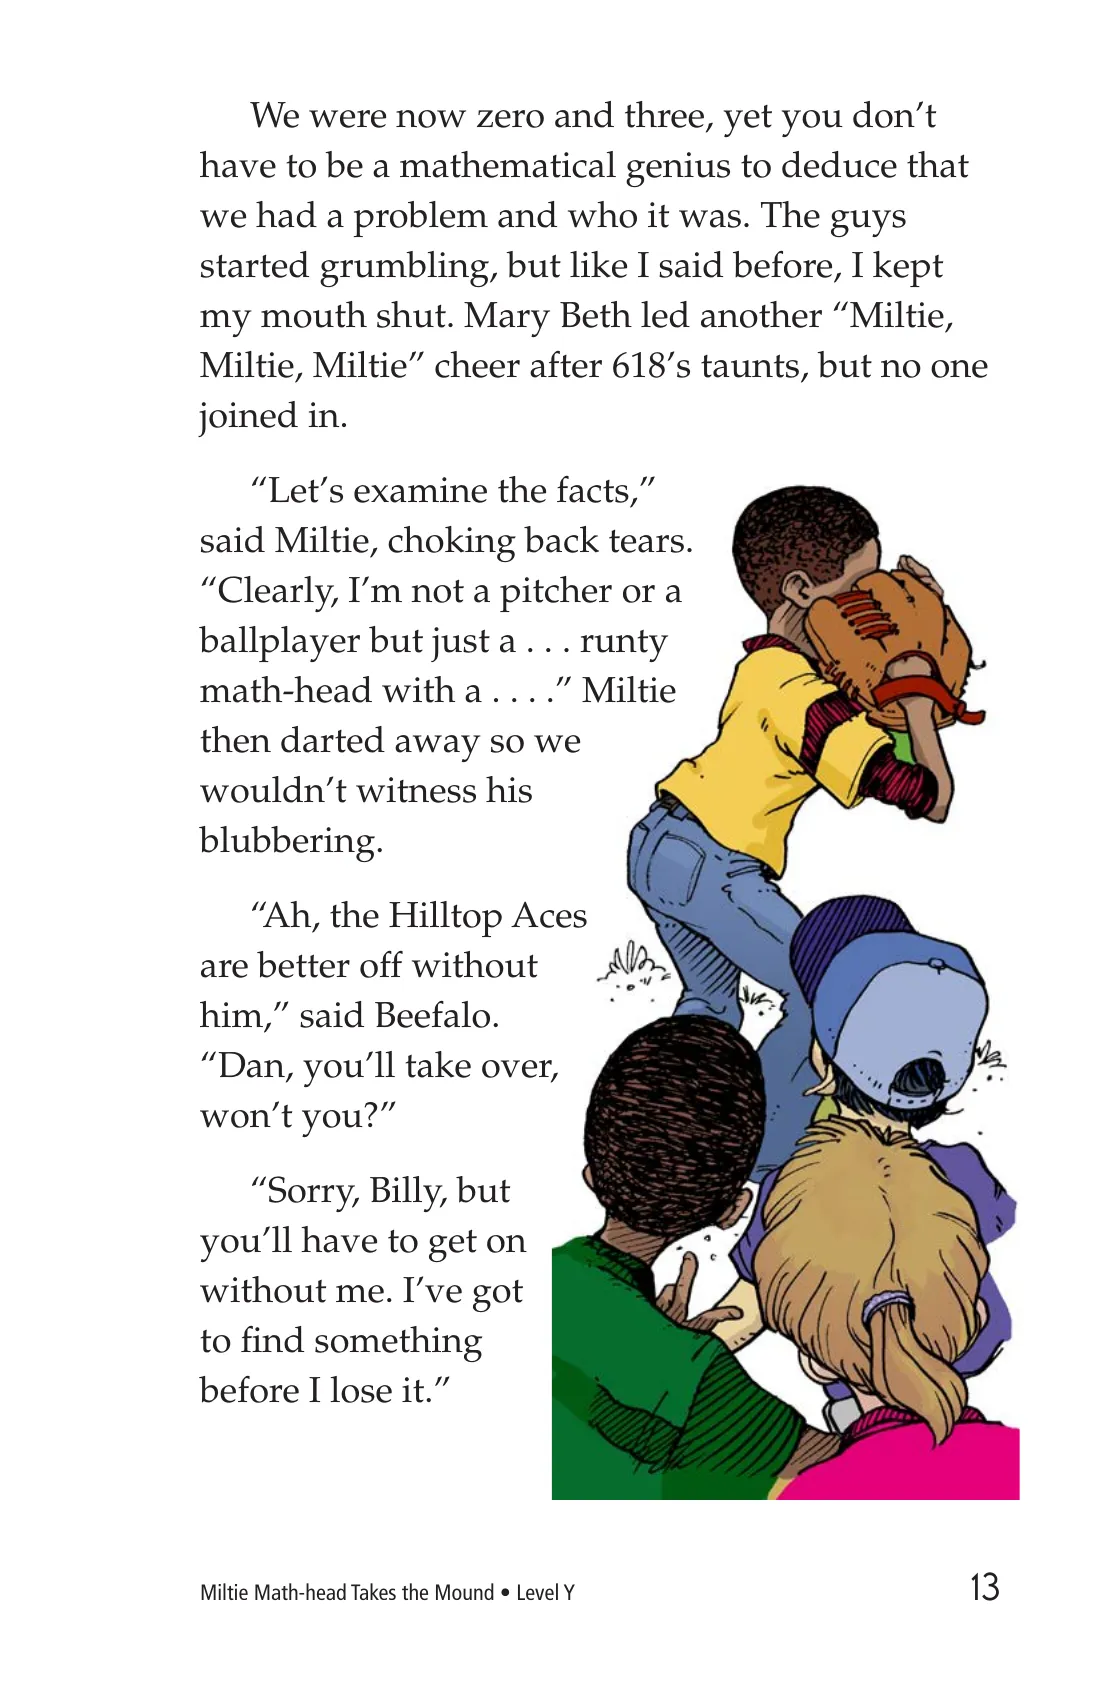 We were now zero and three, yet you don’t
have to be a mathematical genius to deduce that
we had a problem and who it was. The guys
started grumbling, but like I said before, I kept
my mouth shut. Mary Beth led another “Miltie,
Miltie, Miltie” cheer after 618’s taunts, but no one
joined in.
“Let’s examine the facts,”
said Miltie, choking back tears.
“Clearly, I’m not a pitcher or a
ballplayer but just a . . . runty
math-head with a . . . .” Miltie
then darted away so we
wouldn’t witness his
blubbering.
“Ah, the Hilltop Aces
are better off without
him,” said Beefalo.
“Dan, you’ll take over,
won’t you?”
“Sorry, Billy, but
you’ll have to get on
without me. I’ve got
to find something
before I lose it.”
Miltie Math-head Takes the Mound • Level Y
13